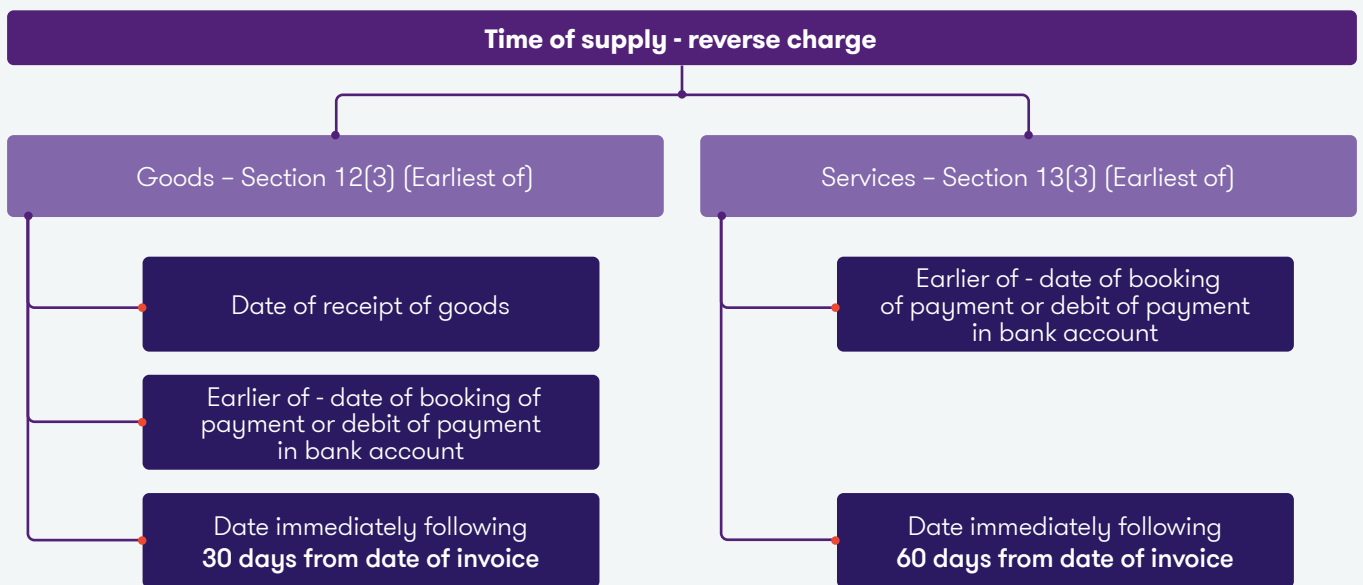 Time of supply - reverse charge
Goods – Section 12(3) (Earliest of)
Date of receipt of goods
Earlier of - date of booking of
payment or debit of payment
in bank account
Date immediately following
30 days from date of invoice
Services – Section 13(3) (Earliest of)
Earlier of - date of booking
of payment or debit of payment
in bank account
Date immediately following
60 days from date of invoice